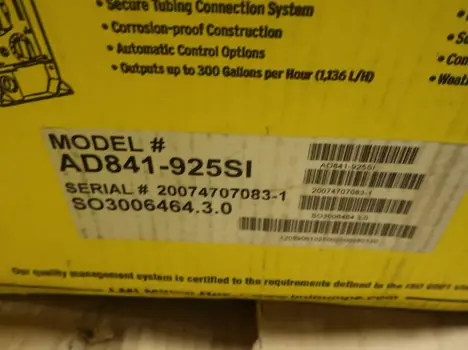 • Secure Tubing Connection System
• Corrosion-proof Construction
• Automatic Control Options
• Outputs up to 300 Gallons per Hour (1,136 L/H)
MODEL #
AD841-925SI
SERIAL # 20074707083-1
SO3006464.3.0
AD841-925SI
20074707083-1
SO3006464.3.0
Our quality management system is certified to the requirements defined in the ISO 9001